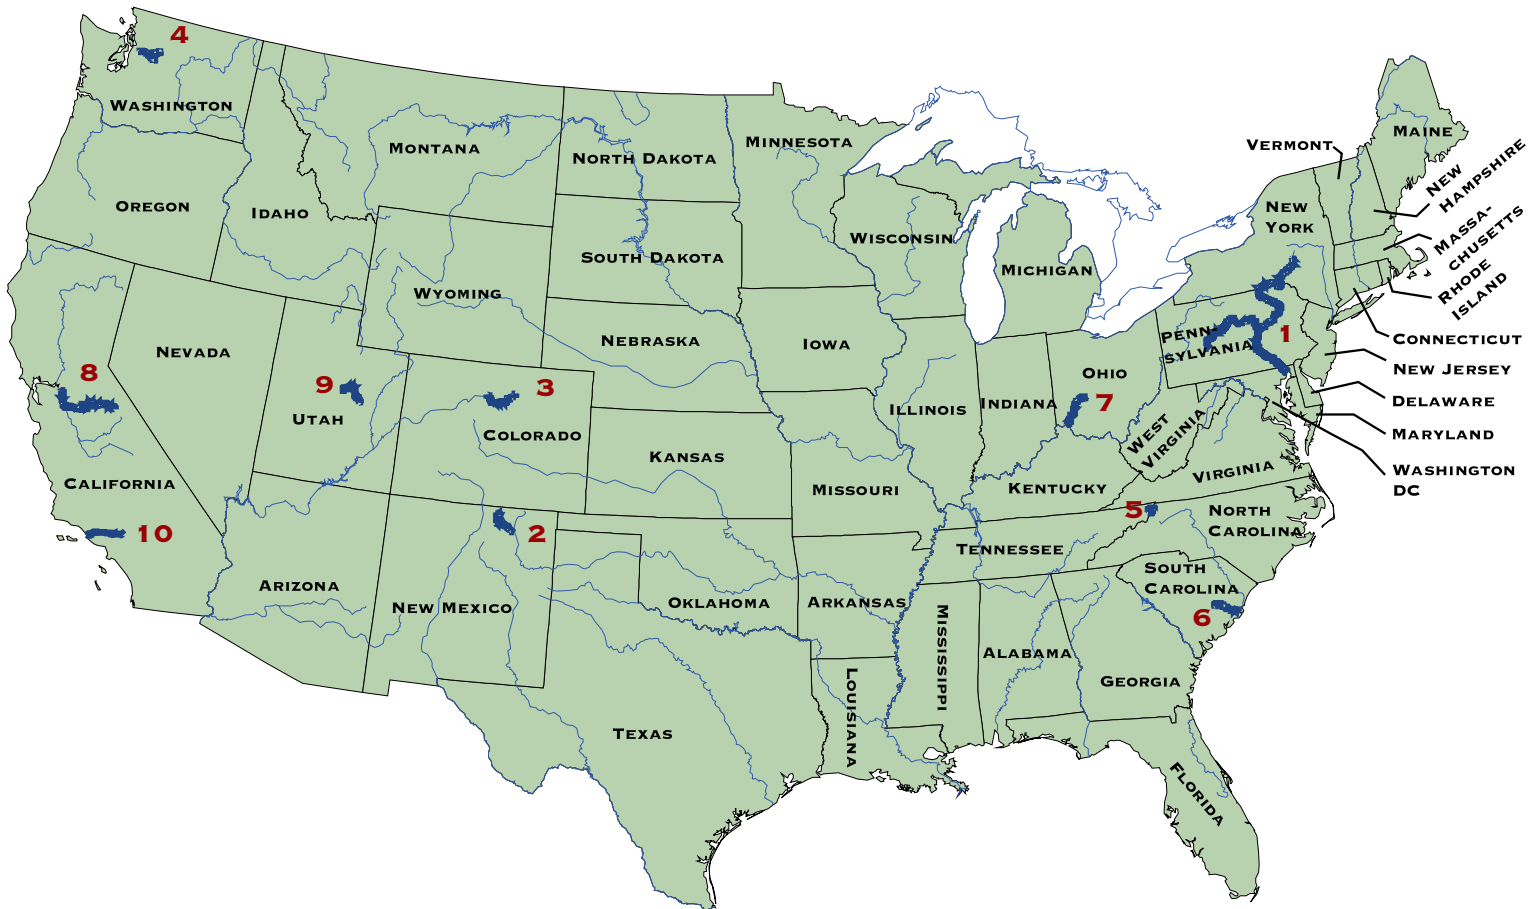 4
WASHINGTON
MONTANA
NORTH DAKOTA
MINNESOTA
VERMONT
MAINE
NEW
HAMPSHIRE
OREGON
IDAHO
SOUTH DAKOTA
WISCONSIN
MICHIGAN
NEW
YORK
MASSA-
CHUSETTS
RHODE
ISLAND
WYOMING
NEBRASKA
IOWA
PENN-
SYLVANIA
1
CONNECTICUT
NEW JERSEY
NEVADA
8
9
UTAH
3
COLORADO
ILLINOIS
INDIANA
OHIO
7
DELAWARE
MARYLAND
WEST
VIRGINIA
WASHINGTON
DC
CALIFORNIA
KANSAS
MISSOURI
KENTUCKY
VIRGINIA
10
2
5
NORTH
CAROLINA
TENNESSEE
ARIZONA
NEW MEXICO
OKLAHOMA
ARKANSAS
SOUTH
CAROLINA
6
MISSISSIPPI
ALABAMA
GEORGIA
TEXAS
LOUISIANA
FLORIDA